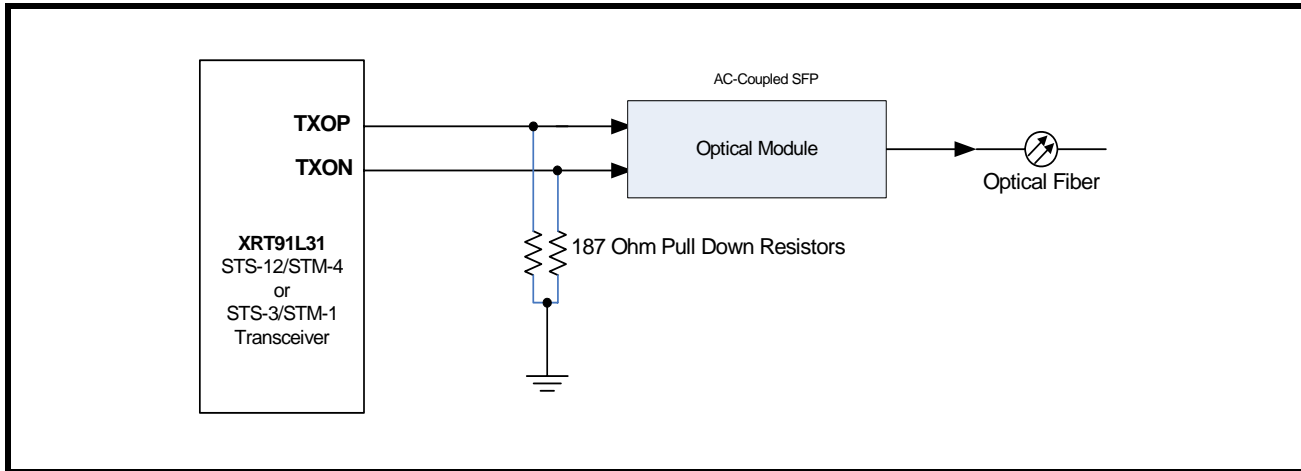 AC-Coupled SFP
TXOP
TXON
Optical Module
Optical Fiber
187 Ohm Pull Down Resistors
XRT91L31
STS-12/STM-4
or
STS-3/STM-1
Transceiver